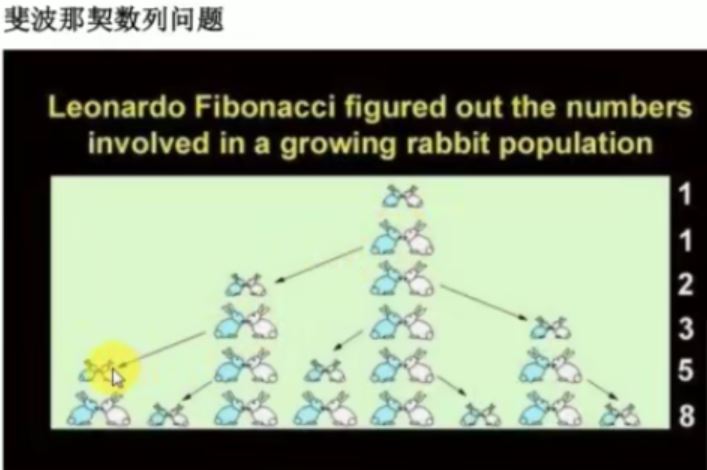 斐波那契数列问题
Leonardo Fibonacci figured out the numbers
involved in a growing rabbit population
1
1
2
3
5
8